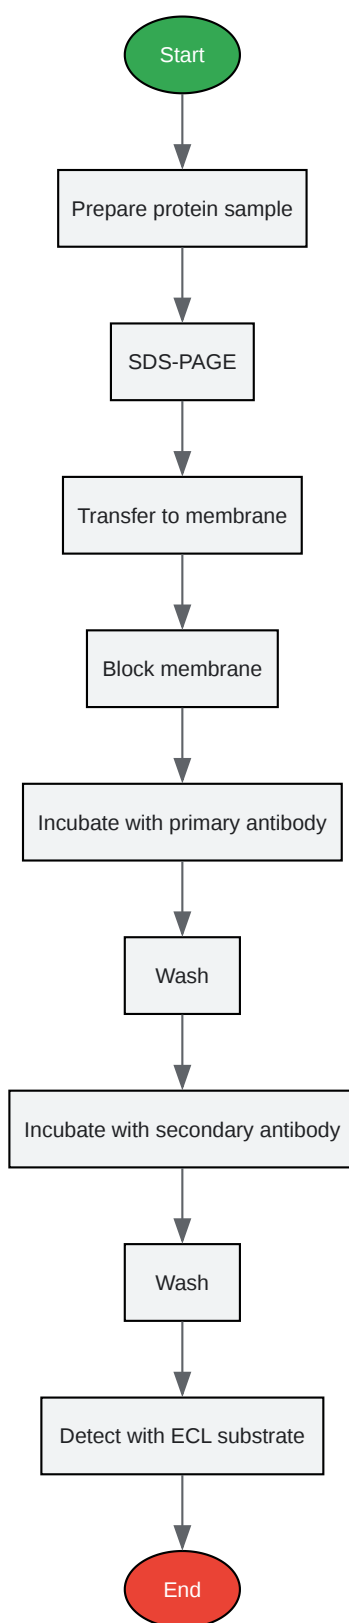 Start
Prepare protein sample
SDS-PAGE
Transfer to membrane
Block membrane
Incubate with primary antibody
Wash
Incubate with secondary antibody
Wash
Detect with ECL substrate
End